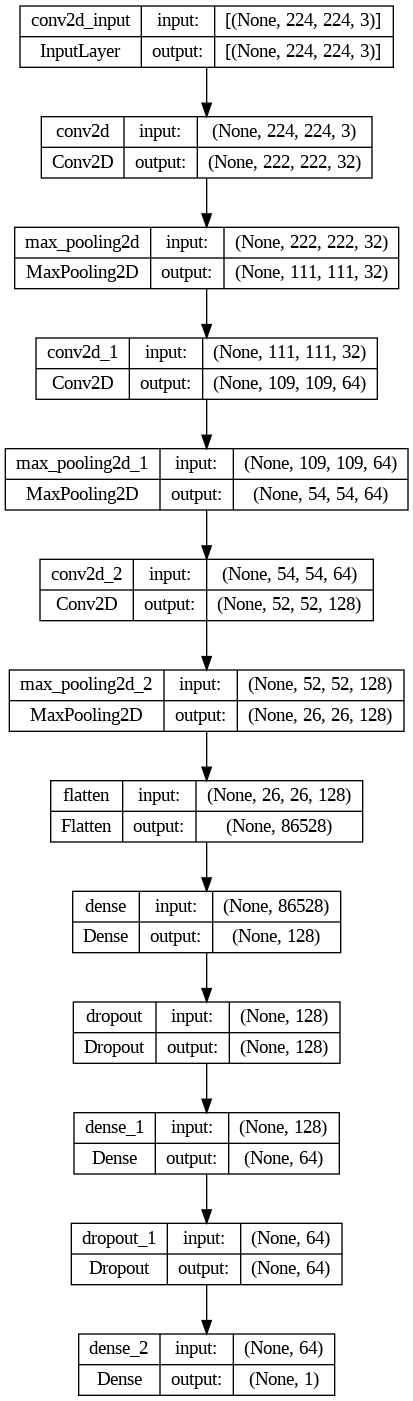 conv2d_input input: [(None, 224, 224, 3)]
InputLayer output: [(None, 224, 224, 3)]
conv2d input: (None, 224, 224, 3)
Conv2D output: (None, 222, 222, 32)
max_pooling2d input: (None, 222, 222, 32)
MaxPooling2D output: (None, 111, 111, 32)
conv2d_1 input: (None, 111, 111, 32)
Conv2D output: (None, 109, 109, 64)
max_pooling2d_1 input: (None, 109, 109, 64)
MaxPooling2D output: (None, 54, 54, 64)
conv2d_2 input: (None, 54, 54, 64)
Conv2D output: (None, 52, 52, 128)
max_pooling2d_2 input: (None, 52, 52, 128)
MaxPooling2D output: (None, 26, 26, 128)
flatten input: (None, 26, 26, 128)
Flatten output: (None, 86528)
dense input: (None, 86528)
Dense output: (None, 128)
dropout input: (None, 128)
Dropout output: (None, 128)
dense_1 input: (None, 128)
Dense output: (None, 64)
dropout_1 input: (None, 64)
Dropout output: (None, 64)
dense_2 input: (None, 64)
Dense output: (None, 1)